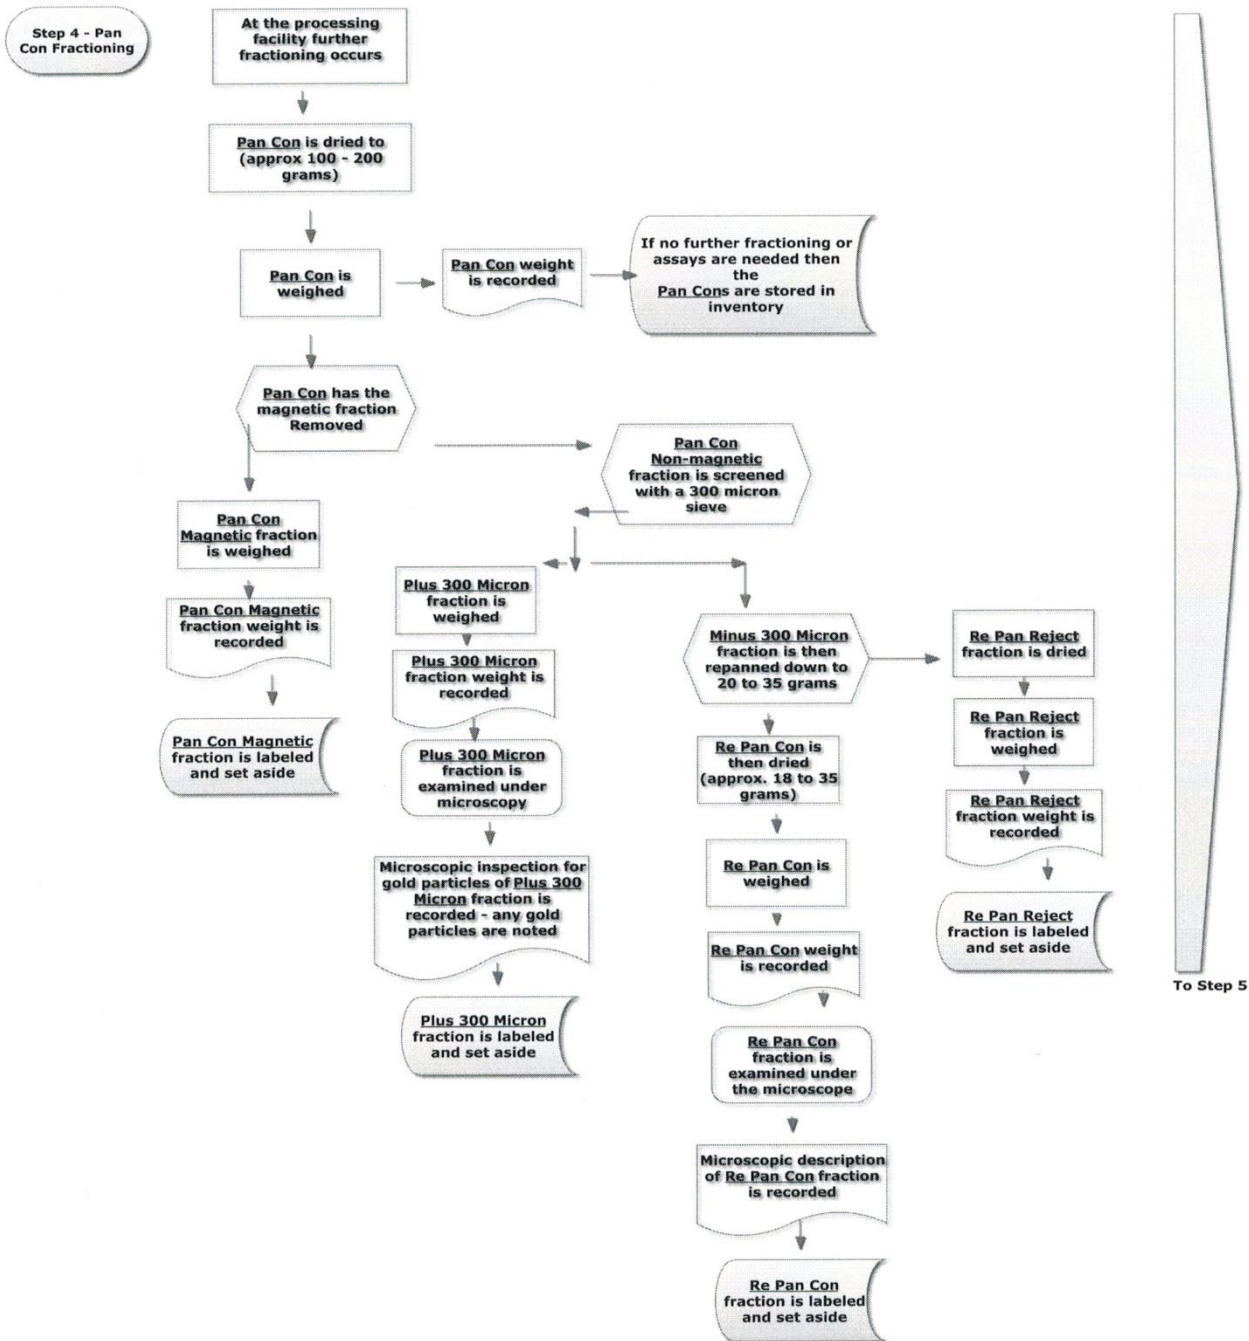 Step 4 - Pan
Con Fractioning
At the processing
facility further
fractioning occurs
Pan Con is dried to
(approx 100 - 200
grams)
Pan Con is
weighed
Pan Con weight
is recorded
If no further fractioning or
assays are needed then
the
Pan Cons are stored in
inventory
Pan Con has the
magnetic fraction
Removed
Pan Con
Non-magnetic
fraction is screened
with a 300 micron
sieve
Pan Con
Magnetic fraction
is weighed
Pan Con Magnetic
fraction weight is
recorded
Pan Con Magnetic
fraction is labeled
and set aside
Plus 300 Micron
fraction is
weighed
Plus 300 Micron
fraction weight is
recorded
Plus 300 Micron
fraction is
examined under
microscopy
Microscopic inspection for
gold particles of Plus 300
Micron fraction is
recorded - any gold
particles are noted
Plus 300 Micron
fraction is labeled
and set aside
Minus 300 Micron
fraction is then
repanned down to
20 to 35 grams
Re Pan Con is
then dried
(approx. 18 to 35
grams)
Re Pan Con is
weighed
Re Pan Con weight
is recorded
Re Pan Con
fraction is
examined under
the microscope
Microscopic description
of Re Pan Con fraction
is recorded
Re Pan Con
fraction is labeled
and set aside
Re Pan Reject
fraction is dried
Re Pan Reject
fraction is
weighed
Re Pan Reject
fraction weight is
recorded
Re Pan Reject
fraction is labeled
and set aside
To Step 5